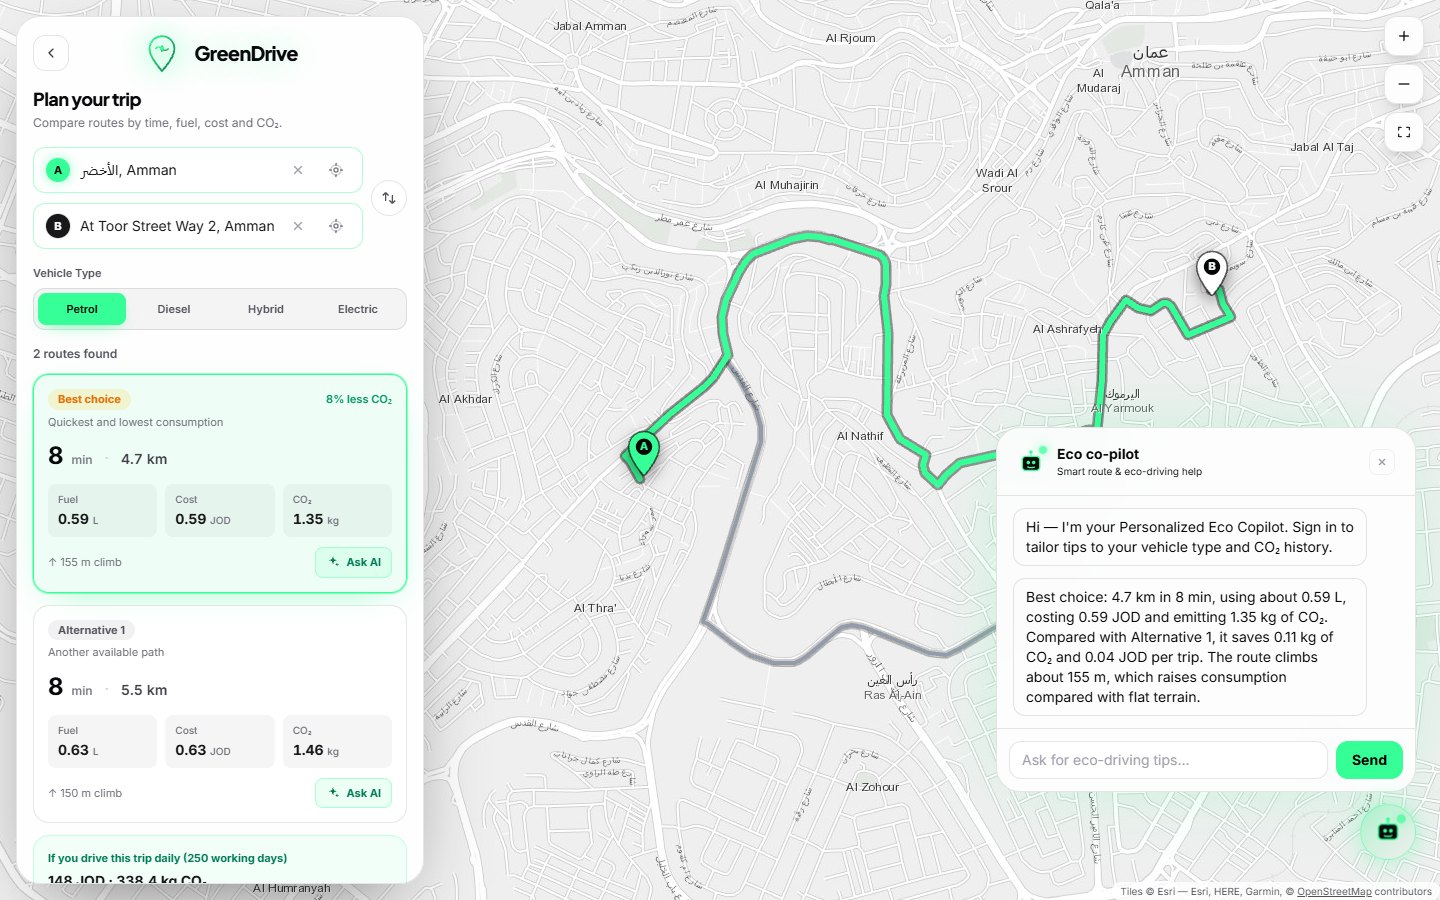 GreenDrive
Plan your trip
Compare routes by time, fuel, cost and CO₂.
A
الأخضر, Amman
B
At Toor Street Way 2, Amman
Vehicle Type
Petrol
Diesel
Hybrid
Electric
2 routes found
Best choice
8% less CO₂
Quickest and lowest consumption
8 min · 4.7 km
Fuel
0.59 L
Cost
0.59 JOD
CO₂
1.35 kg
↑ 155 m climb
Ask AI
Alternative 1
Another available path
8 min · 5.5 km
Fuel
0.63 L
Cost
0.63 JOD
CO₂
1.46 kg
↑ 150 m climb
Ask AI
If you drive this trip daily (250 working days)
148 JOD · 338.4 kg CO₂
Jabal Amman
Al Rjoum
Qala'a
عمان
Amman
Al
Mudaraj
Jabal Al Taj
Wadi Al
Srour
Al Muhajirin
B
Al Ashrafyeh
Al Akhdar
اليرموك
Al Yarmouk
Al Nathif
A
Al Thra'
رأس العين
Ras Al-Ain
شارع القدس
Al Zohour
Al Humranyah
+
−
Eco co-pilot
Smart route & eco-driving help
×
Hi — I'm your Personalized Eco Copilot. Sign in to
tailor tips to your vehicle type and CO₂ history.
Best choice: 4.7 km in 8 min, using about 0.59 L,
costing 0.59 JOD and emitting 1.35 kg of CO₂.
Compared with Alternative 1, it saves 0.11 kg of
CO₂ and 0.04 JOD per trip. The route climbs
about 155 m, which raises consumption
compared with flat terrain.
Ask for eco-driving tips...
Send
Tiles © Esri — Esri, HERE, Garmin, © OpenStreetMap contributors